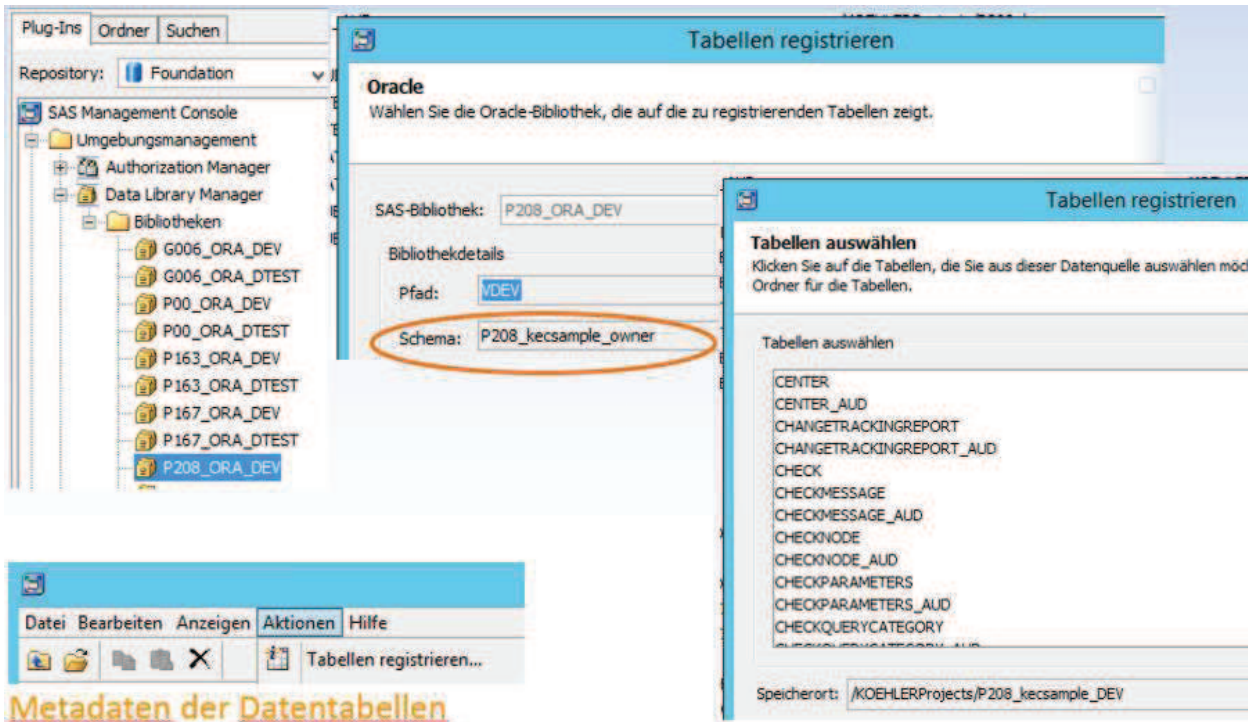 Plug-Ins Ordner Suchen
Repository: Foundation
SAS Management Console
Umgebungsmanagement
Authorization Manager
Data Library Manager
Bibliotheken
G006_ORA_DEV
G006_ORA_DTEST
P00_ORA_DEV
P00_ORA_DTEST
P163_ORA_DEV
P163_ORA_DTEST
P167_ORA_DEV
P167_ORA_DTEST
P208_ORA_DEV
Tabellen registrieren
Oracle
Wählen Sie die Oracle-Bibliothek, die auf die zu registrierenden Tabellen zeigt.
SAS-Bibliothek: P208_ORA_DEV
Bibliothekdetails
Pfad: VDEV
Schema: P208_kecsample_owner
Tabellen registrieren
Tabellen auswählen
Klicken Sie auf die Tabellen, die Sie aus dieser Datenquelle auswählen
Ordner für die Tabellen.
Tabellen auswählen
CENTER
CENTER_AUD
CHANGETRACKINGREPORT
CHANGETRACKINGREPORT_AUD
CHECK
CHECKMESSAGE
CHECKMESSAGE_AUD
CHECKNODE
CHECKNODE_AUD
CHECKPARAMETERS
CHECKPARAMETERS_AUD
CHECKQUERYCATEGORY
Speicherort: /KOEHLERProjects/P208_kecsample_DEV
Datei Bearbeiten Anzeigen Aktionen Hilfe
Tabellen registrieren...
Metadaten der Datentabellen